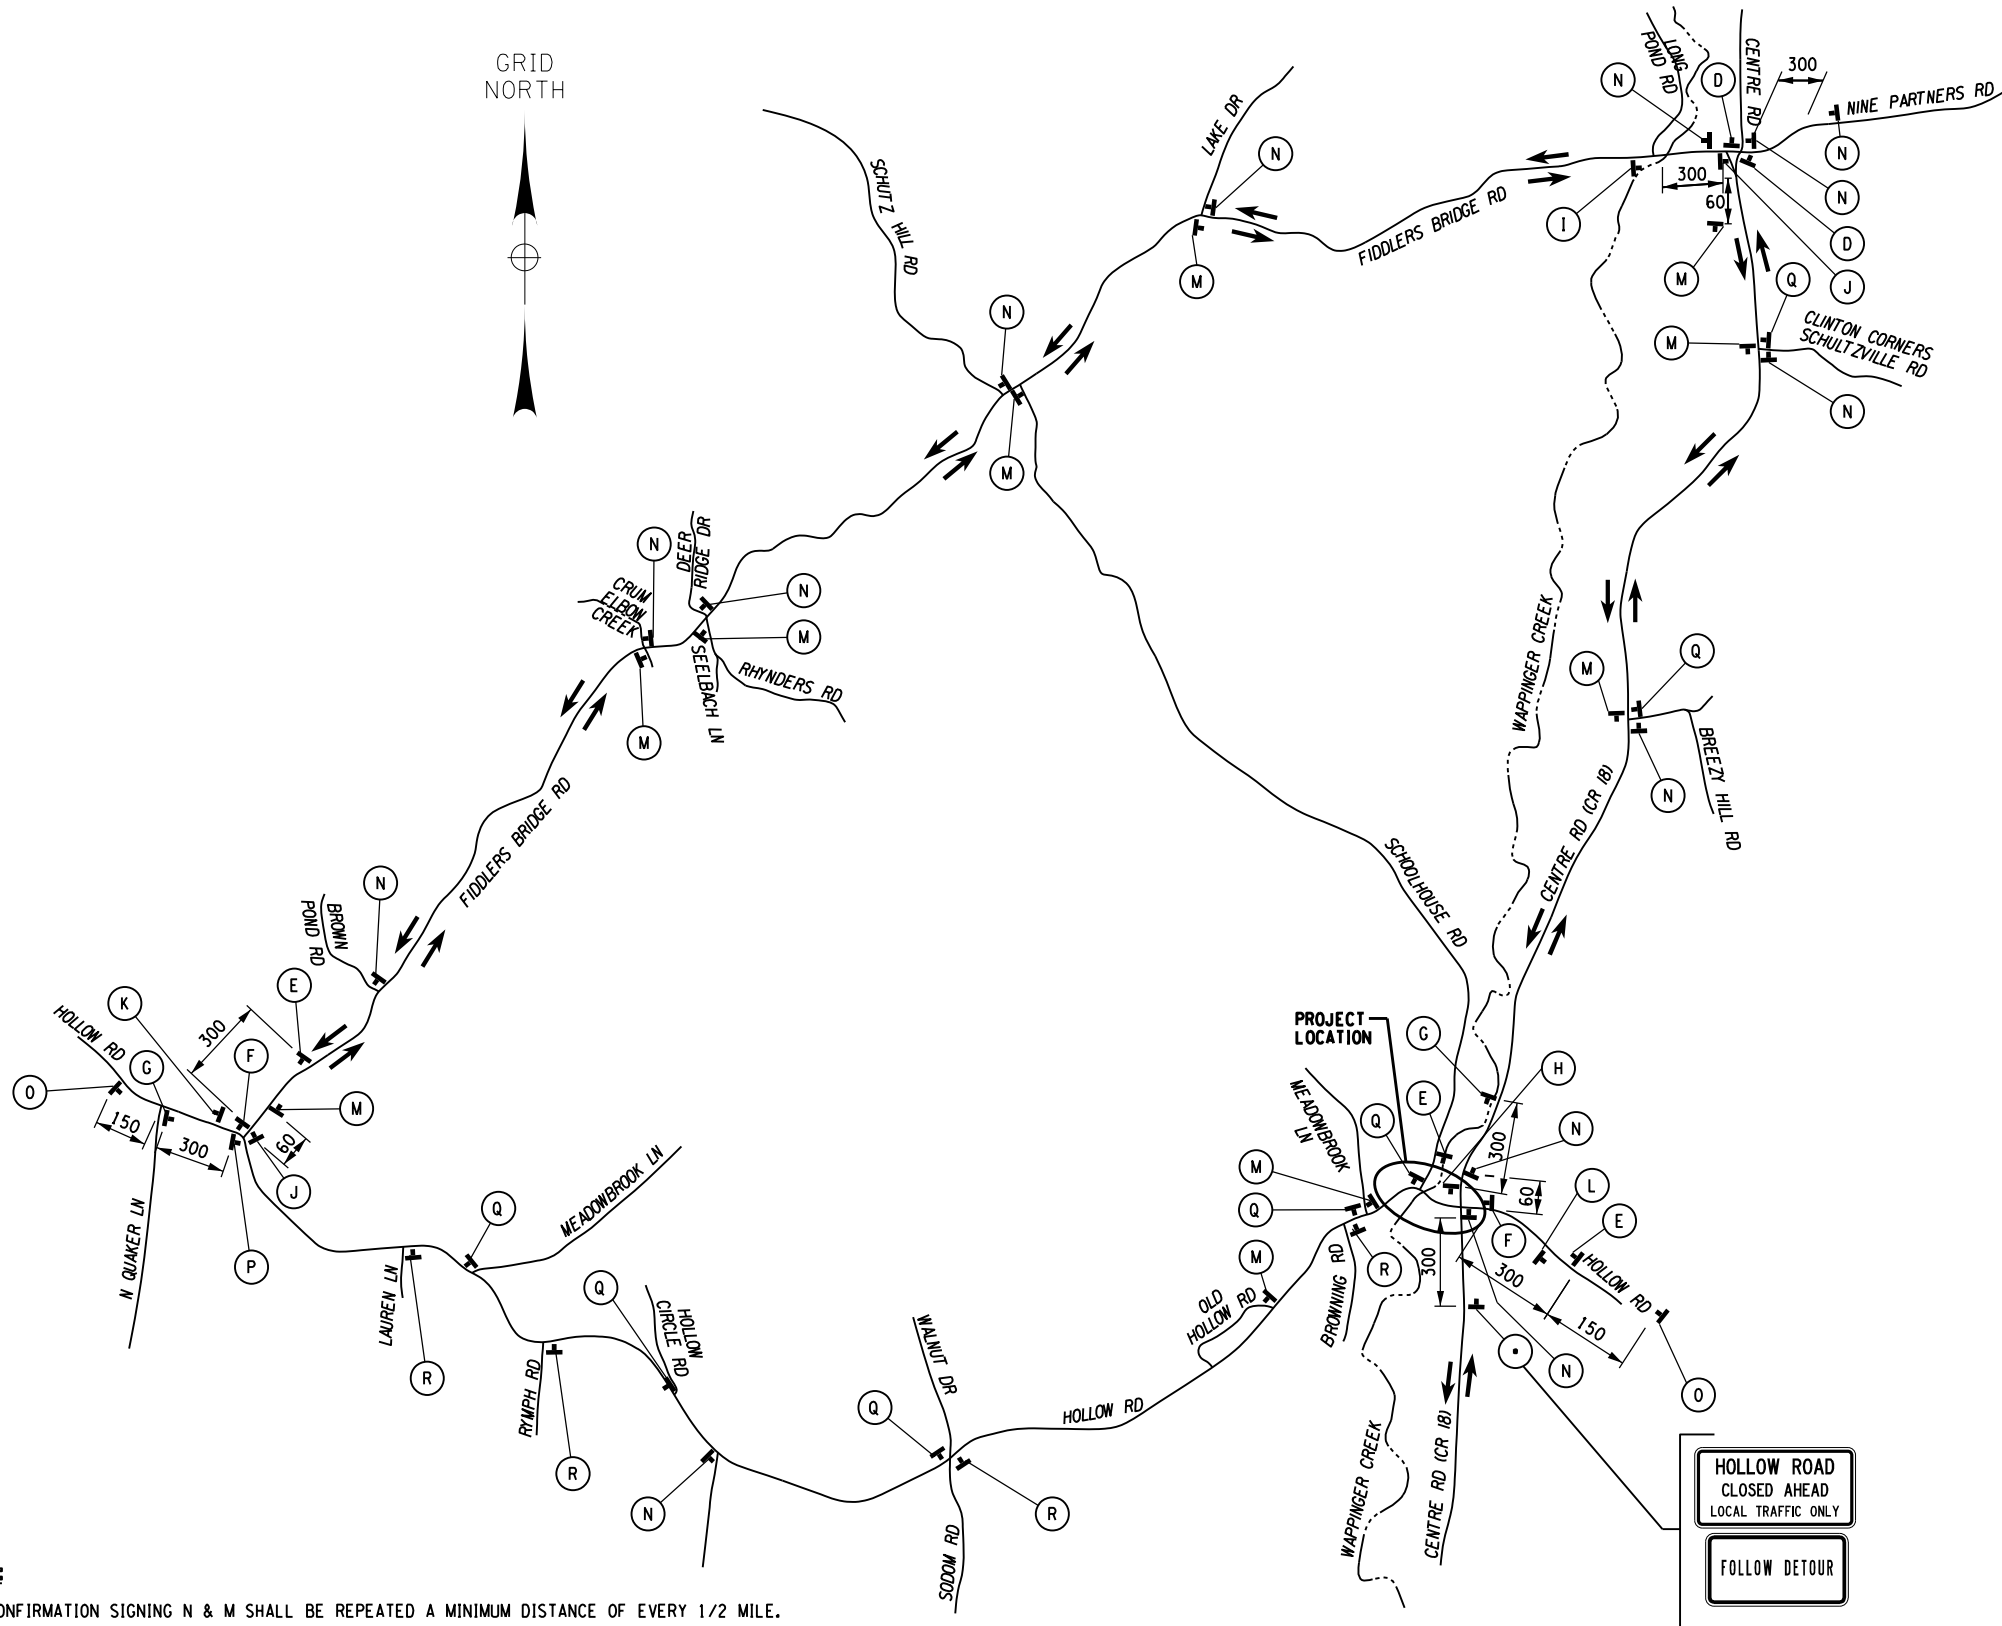 GRID
NORTH
LONG
POND RD
CENTRE RD
300
NINE PARTNERS RD
N
D
N
N
300
60
I
M
D
J
Q
LAKE DR
N
M
SCHUTZ HILL RD
FIDDLERS BRIDGE RD
N
M
M
CLINTON CORNERS
SCHULTZVILLE RD
N
DEER
RIDGE DR
N
CRUM
ELBOW
CREEK
N
M
SEELBACH LN
RHYNDERS RD
M
WAPPINGER CREEK
M
Q
N
BREEZY HILL RD
CENTRE RD (CR 18)
SCHOOLHOUSE RD
FIDDLERS BRIDGE RD
N
BROWN
POND RD
E
K
HOLLOW RD
300
G
F
O
M
150
300
60
J
P
N QUAKER LN
LAUREN LN
R
Q
MEADOWBROOK LN
RYMPH RD
R
Q
HOLLOW
CIRCLE RD
N
WALNUT DR
Q
R
SODOM RD
HOLLOW RD
OLD
HOLLOW RD
PROJECT
LOCATION
G
H
E
Q
N
MEADOWBROOK
LN
M
Q
M
R
BROWNING RD
300
60
L
E
F
300
300
150
HOLLOW RD
N
O
•
CENTRE RD (CR 18)
WAPPINGER CREEK
HOLLOW ROAD
CLOSED AHEAD
LOCAL TRAFFIC ONLY
FOLLOW DETOUR
ONFIRMATION SIGNING N & M SHALL BE REPEATED A MINIMUM DISTANCE OF EVERY 1/2 MILE.